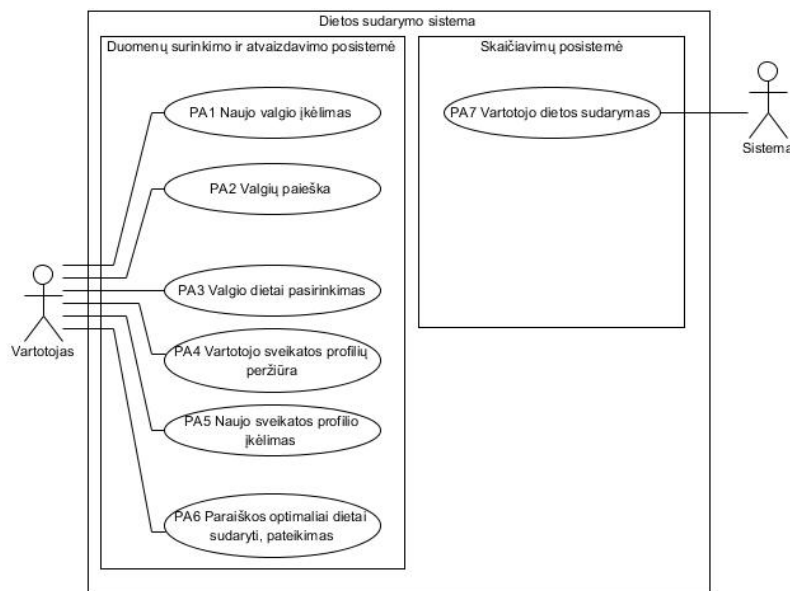 Dietos sudarymo sistema
Duomenų surinkimo ir atvaizdavimo posistemė
Skaičiavimų posistemė
PA1 Naujo valgio įkėlimas
PA7 Vartotojo dietos sudarymas
Sistema
PA2 Valgių paieška
PA3 Valgio dietai pasirinkimas
Vartotojas
PA4 Vartotojo sveikatos profilių
peržiūra
PA5 Naujo sveikatos profilio
įkėlimas
PA6 Paraiškos optimaliai dietai
sudaryti, pateikimas